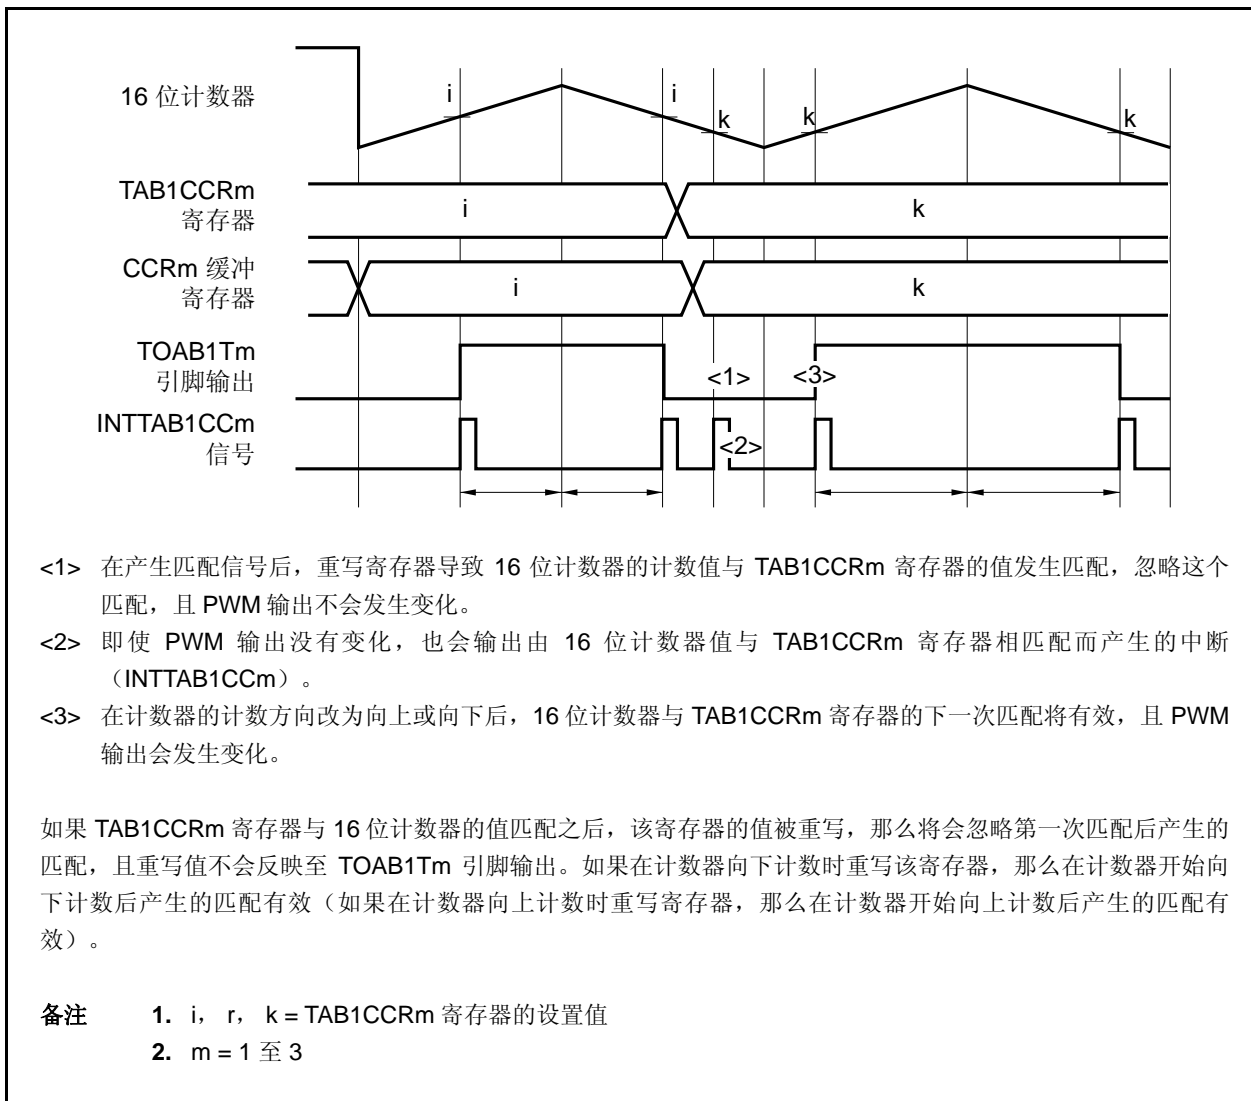 16 位计数器
i
i
k
k
k
TAB1CCRm
寄存器
i
k
CCRm 缓冲
寄存器
i
k
TOAB1Tm
引脚输出
<1>
<3>
INTTAB1CCm
信号
<2>
<1> 在产生匹配信号后，重写寄存器导致 16 位计数器的计数值与 TAB1CCRm 寄存器的值发生匹配，忽略这个
匹配，且 PWM 输出不会发生变化。
<2> 即使 PWM 输出没有变化，也会输出由 16 位计数器值与 TAB1CCRm 寄存器相匹配而产生的中断
（INTTAB1CCm）。
<3> 在计数器的计数方向改为向上或向下后，16 位计数器与 TAB1CCRm 寄存器的下一次匹配将有效，且 PWM
输出会发生变化。
如果 TAB1CCRm 寄存器与 16 位计数器的值匹配之后，该寄存器的值被重写，那么将会忽略第一次匹配后产生的
匹配，且重写值不会反映至 TOAB1Tm 引脚输出。如果在计数器向下计数时重写该寄存器，那么在计数器开始向
下计数后产生的匹配有效（如果在计数器向上计数时重写寄存器，那么在计数器开始向上计数后产生的匹配有
效）。
备注 1. i， r， k = TAB1CCRm 寄存器的设置值
2. m = 1 至 3